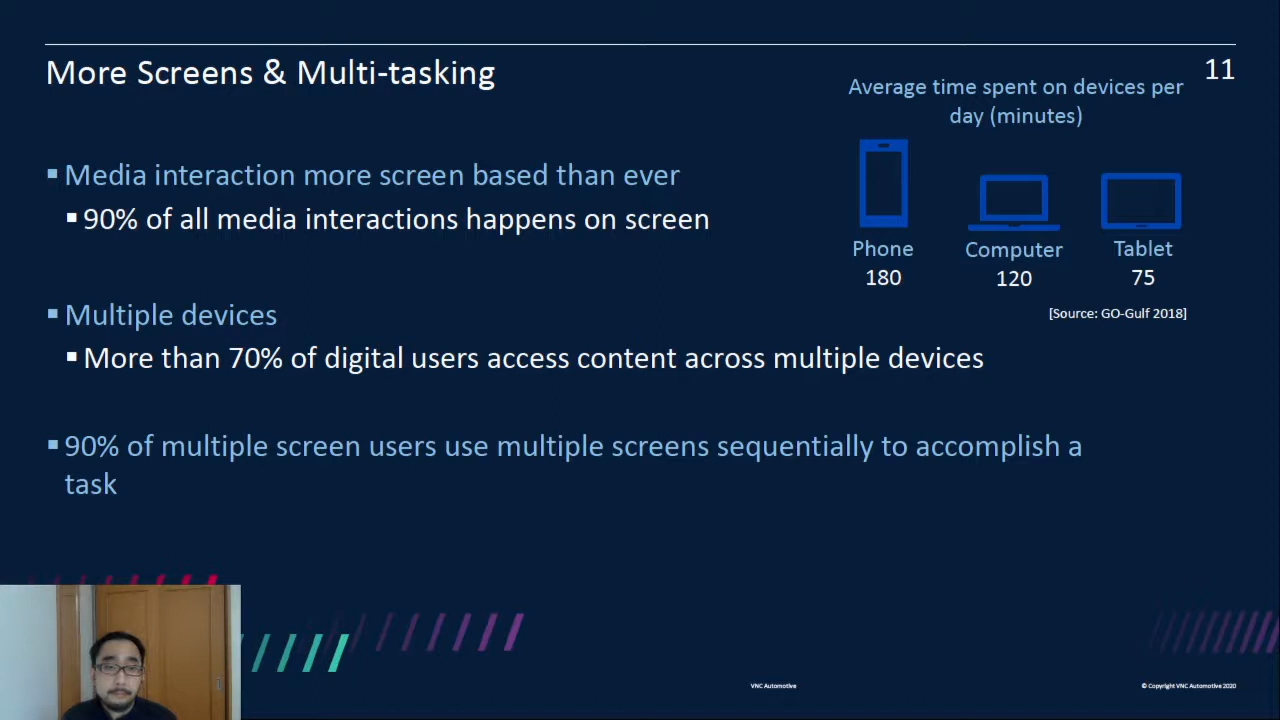 More Screens & Multi-tasking
11
Average time spent on devices per
day (minutes)
Phone
180
Computer
120
Tablet
75
[Source: GO-Gulf 2018]
Media interaction more screen based than ever
90% of all media interactions happens on screen
Multiple devices
More than 70% of digital users access content across multiple devices
90% of multiple screen users use multiple screens sequentially to accomplish a
task
VNC Automotive
© Copyright VNC Automotive 2020